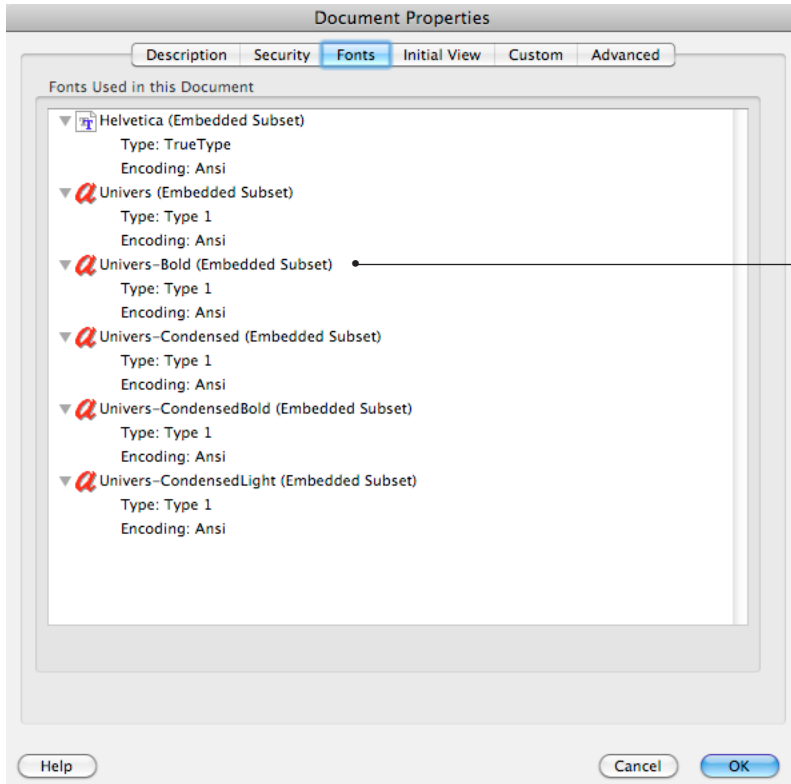 Document Properties
Description Security Fonts Initial View Custom Advanced
Fonts Used in this Document
Helvetica (Embedded Subset)
Type: TrueType
Encoding: Ansi
Univers (Embedded Subset)
Type: Type 1
Encoding: Ansi
Univers-Bold (Embedded Subset)
Type: Type 1
Encoding: Ansi
Univers-Condensed (Embedded Subset)
Type: Type 1
Encoding: Ansi
Univers-CondensedBold (Embedded Subset)
Type: Type 1
Encoding: Ansi
Univers-CondensedLight (Embedded Subset)
Type: Type 1
Encoding: Ansi
Help Cancel OK